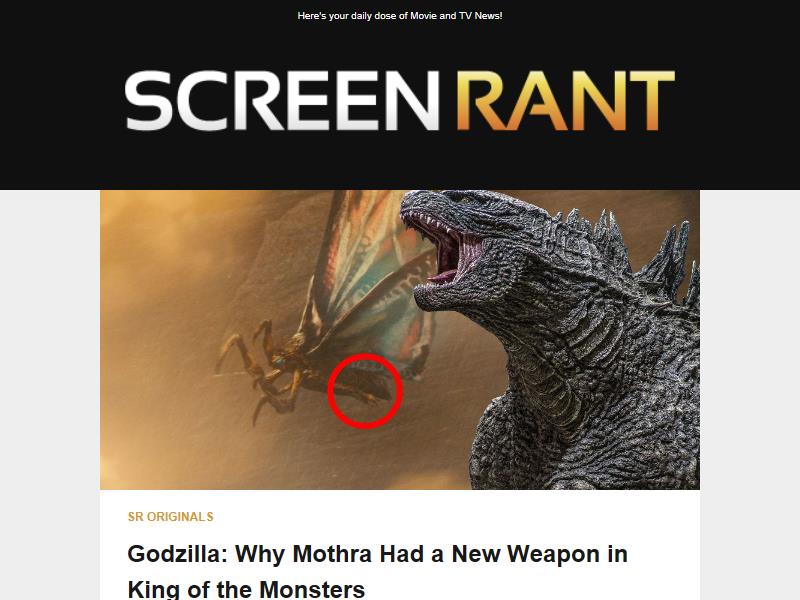 Here's your daily dose of Movie and TV News!
SCREEN RANT
SR ORIGINALS
Godzilla: Why Mothra Had a New Weapon in
King of the Monsters